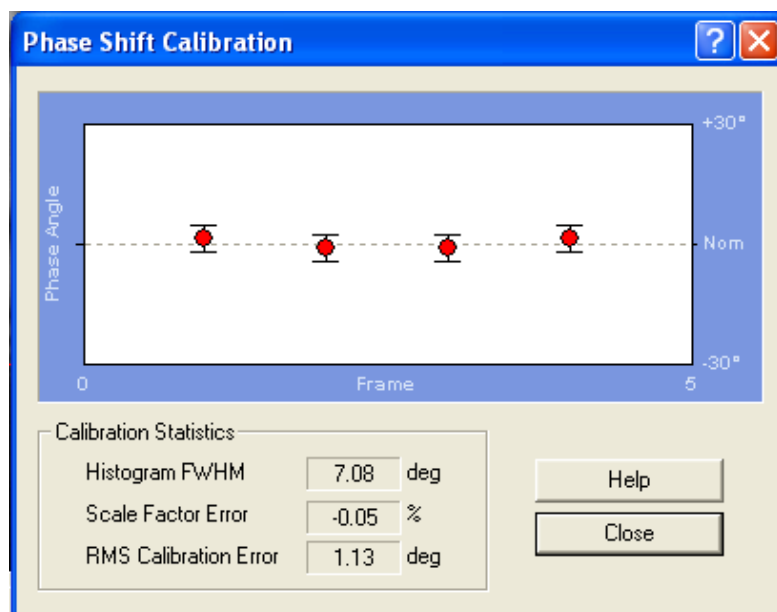 Phase Shift Calibration
+30°
Phase Angle
Nom
-30°
0 Frame 5
Calibration Statistics
Histogram FWHM 7.08 deg
Scale Factor Error -0.05 %
RMS Calibration Error 1.13 deg
Help
Close